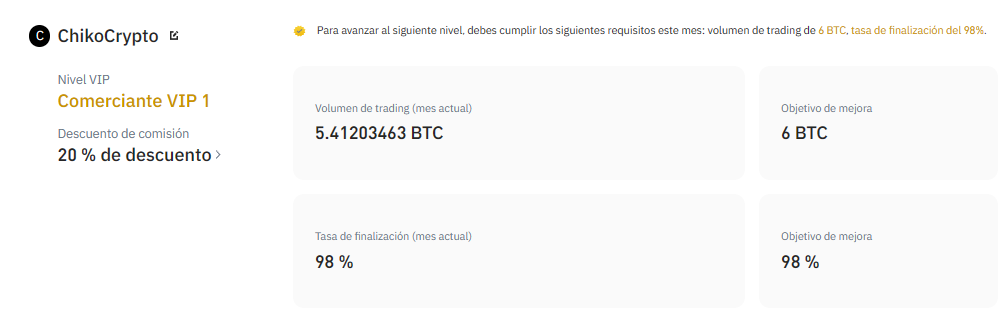 C ChikoCrypto
Para avanzar al siguiente nivel, debes cumplir los siguientes requisitos este mes: volumen de trading de 6 BTC, tasa de finalización del 98%.
Nivel VIP
Comerciante VIP 1
Descuento de comisión
20 % de descuento
Volumen de trading (mes actual)
5.41203463 BTC
Objetivo de mejora
6 BTC
Tasa de finalización (mes actual)
98 %
Objetivo de mejora
98 %